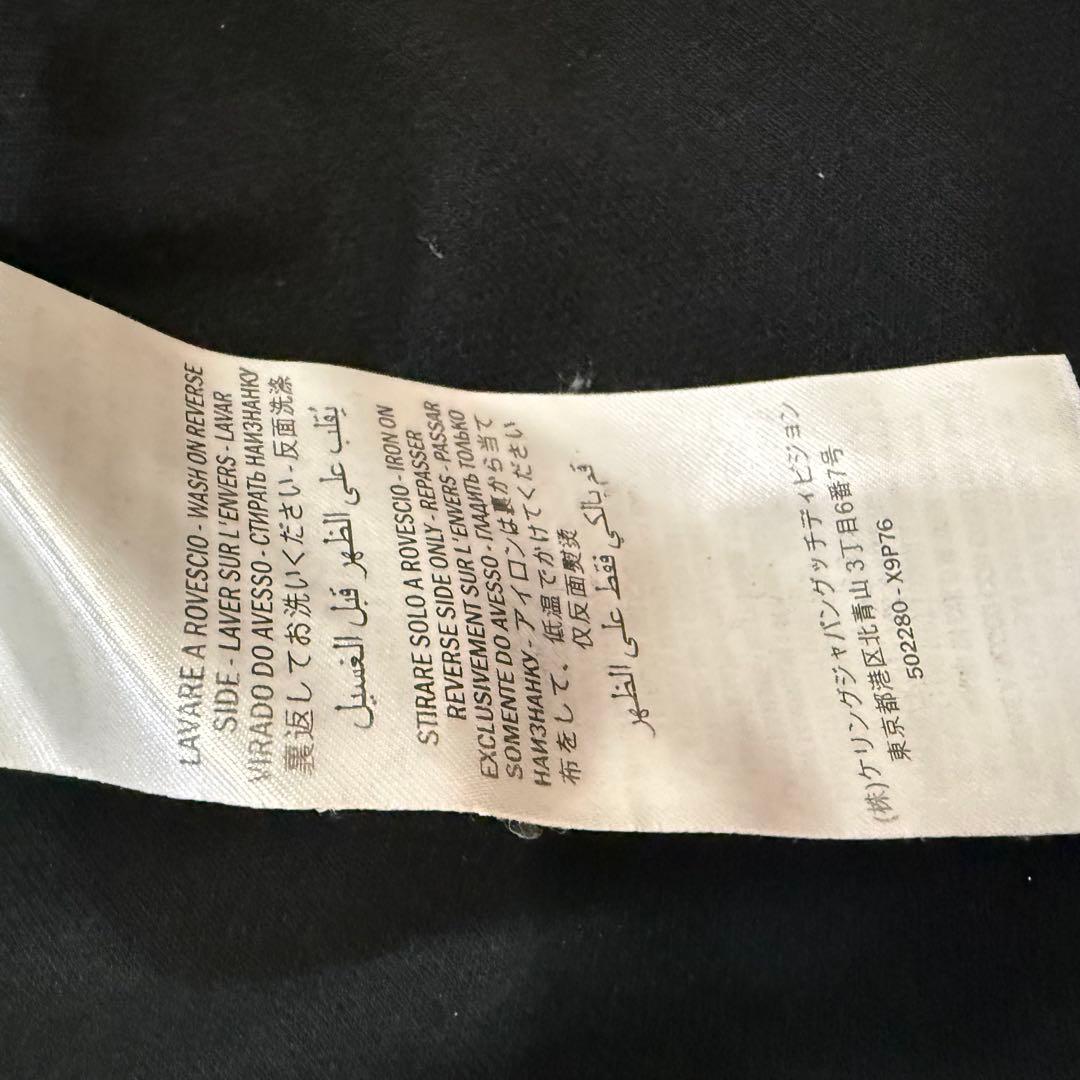 LAVARE A ROVESCIO - WASH ON REVERSE
SIDE - LAVER SUR L'ENVERS - LAVAR
VIRADO DO AVESSO - СТИРАТЬ НАИЗНАНКУ
裏返してお洗いください - 反面洗涤
يُقلب على الظهر قبل الغسيل
STIRARE SOLO A ROVESCIO - IRON ON
REVERSE SIDE ONLY - REPASSER
EXCLUSIVEMENT SUR L'ENVERS - PASSAR
SOMENTE DO AVESSO - ГЛАДИТЬ ТОЛЬКО
НАИЗНАНКУ - アイロンは裏から当て
布をして、低温でかけてください
仅反面熨烫
قم بالكي فقط على الظهر
(株)ケリングジャパングッチディビジョン
東京都港区北青山3丁目6番7号
502280 - X9P76